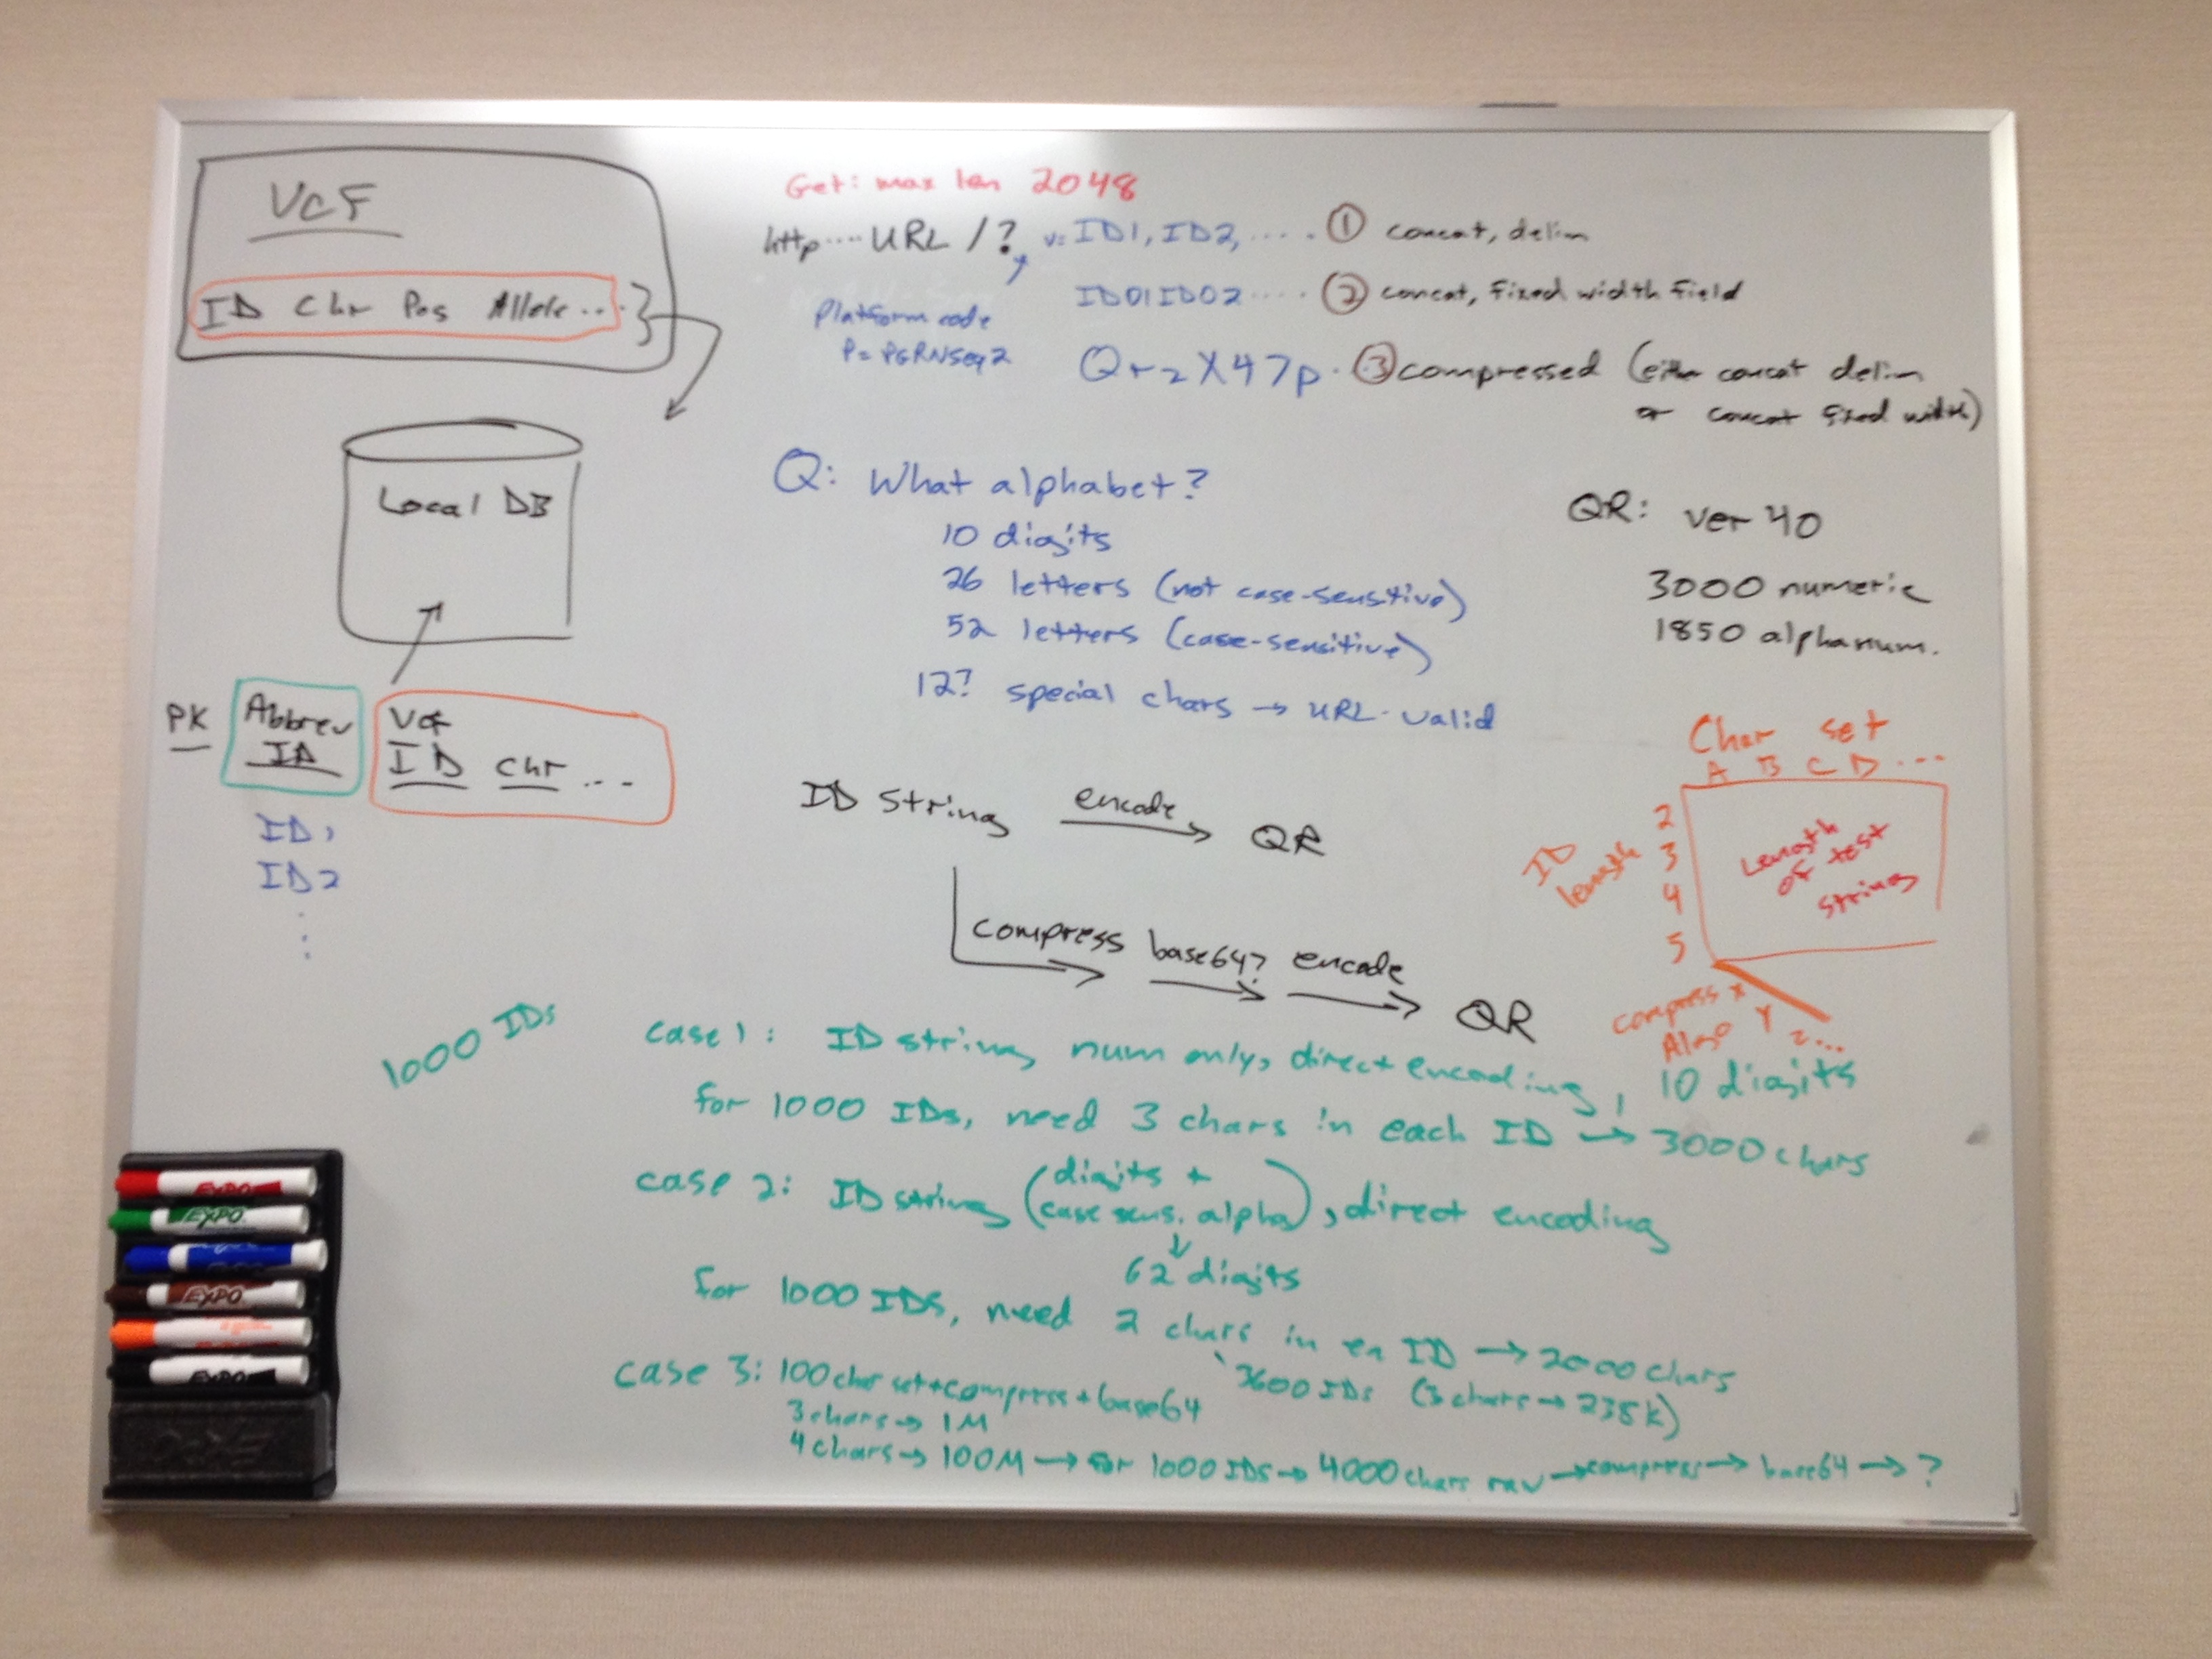 VCF
ID Chr Pos Allele...
Local DB
PK Abbrev ID
VCF ID Chr ...
ID1
ID2
Get: max len 2048
http.... URL /? v= ID1, ID2, .... ① concat, delim
ID01ID02 .... ② concat, fixed width field
Platform code
P= PGRNSeq2
Qr2X47p. ③ compressed (either concat delim
or concat fixed width)
Q: What alphabet?
10 digits
26 letters (not case-sensitive)
52 letters (case-sensitive)
12? special chars → URL-valid
QR: ver 40
3000 numeric
1850 alphanum.
ID String encode → QR
compress → base64? → encode → QR
Char set
A B C D ...
ID length
2
3
4
5
Length of test strings
compress Algo X Y Z...
1000 IDs
case 1: ID string num only, direct encoding, 10 digits
for 1000 IDs, need 3 chars in each ID → 3000 chars
case 2: ID string (digits + case sens. alpha), direct encoding
↓
62 digits
for 1000 IDs, need 2 chars in ea ID → 2000 chars
3600 IDs (3 chars → 238k)
case 3: 100 char set + compress + base64
3 chars → 1M
4 chars → 100M → for 1000 IDs → 4000 chars raw → compress → base64 → ?
EXPO
EXPO
EXPO
EXPO
EXPO